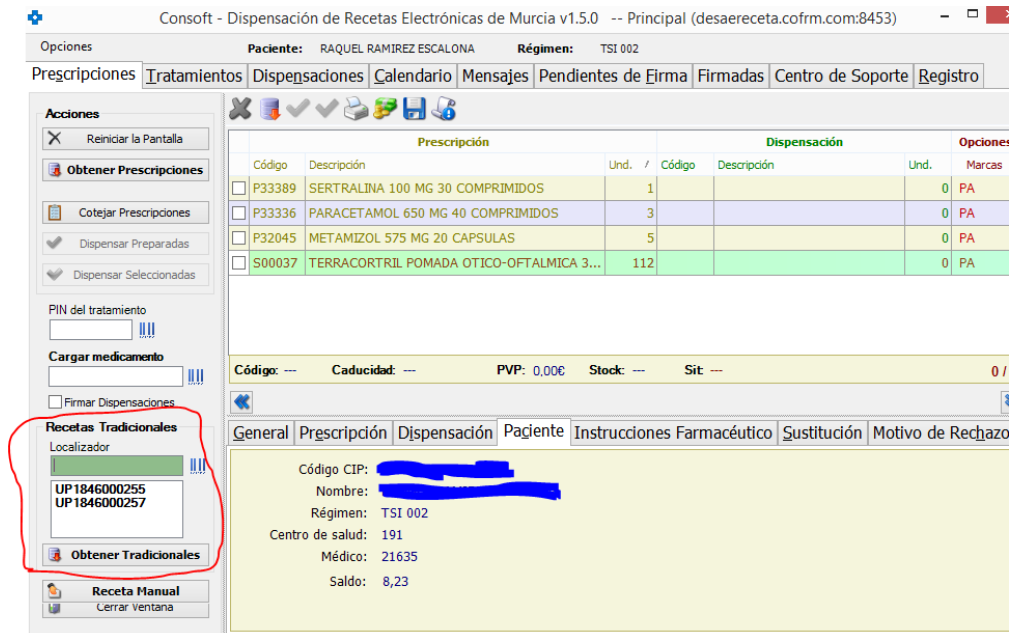 Consoft - Dispensación de Recetas Electrónicas de Murcia v1.5.0 -- Principal (desaereceta.cofrm.com:8453)
Opciones
Paciente: RAQUEL RAMIREZ ESCALONA Régimen: TSI 002
Prescripciones Tratamientos Dispensaciones Calendario Mensajes Pendientes de Firma Firmadas Centro de Soporte Registro
Acciones
Reiniciar la Pantalla
Obtener Prescripciones
Cotejar Prescripciones
Dispensar Preparadas
Dispensar Seleccionadas
PIN del tratamiento
Cargar medicamento
Firmar Dispensaciones
Recetas Tradicionales
Localizador
UP1846000255
UP1846000257
Obtener Tradicionales
Receta Manual
Cerrar Ventana
Prescripción Dispensación Opciones
Código Descripción Und. / Código Descripción Und. Marcas
P33389 SERTRALINA 100 MG 30 COMPRIMIDOS 1 0 PA
P33336 PARACETAMOL 650 MG 40 COMPRIMIDOS 3 0 PA
P32045 METAMIZOL 575 MG 20 CAPSULAS 5 0 PA
S00037 TERRACORTRIL POMADA OTICO-OFTALMICA 3... 112 0 PA
Código: --- Caducidad: --- PVP: 0,00€ Stock: --- Sit: --- 0 /
General Prescripción Dispensación Paciente Instrucciones Farmacéutico Sustitución Motivo de Rechazo
Código CIP:
Nombre:
Régimen: TSI 002
Centro de salud: 191
Médico: 21635
Saldo: 8,23